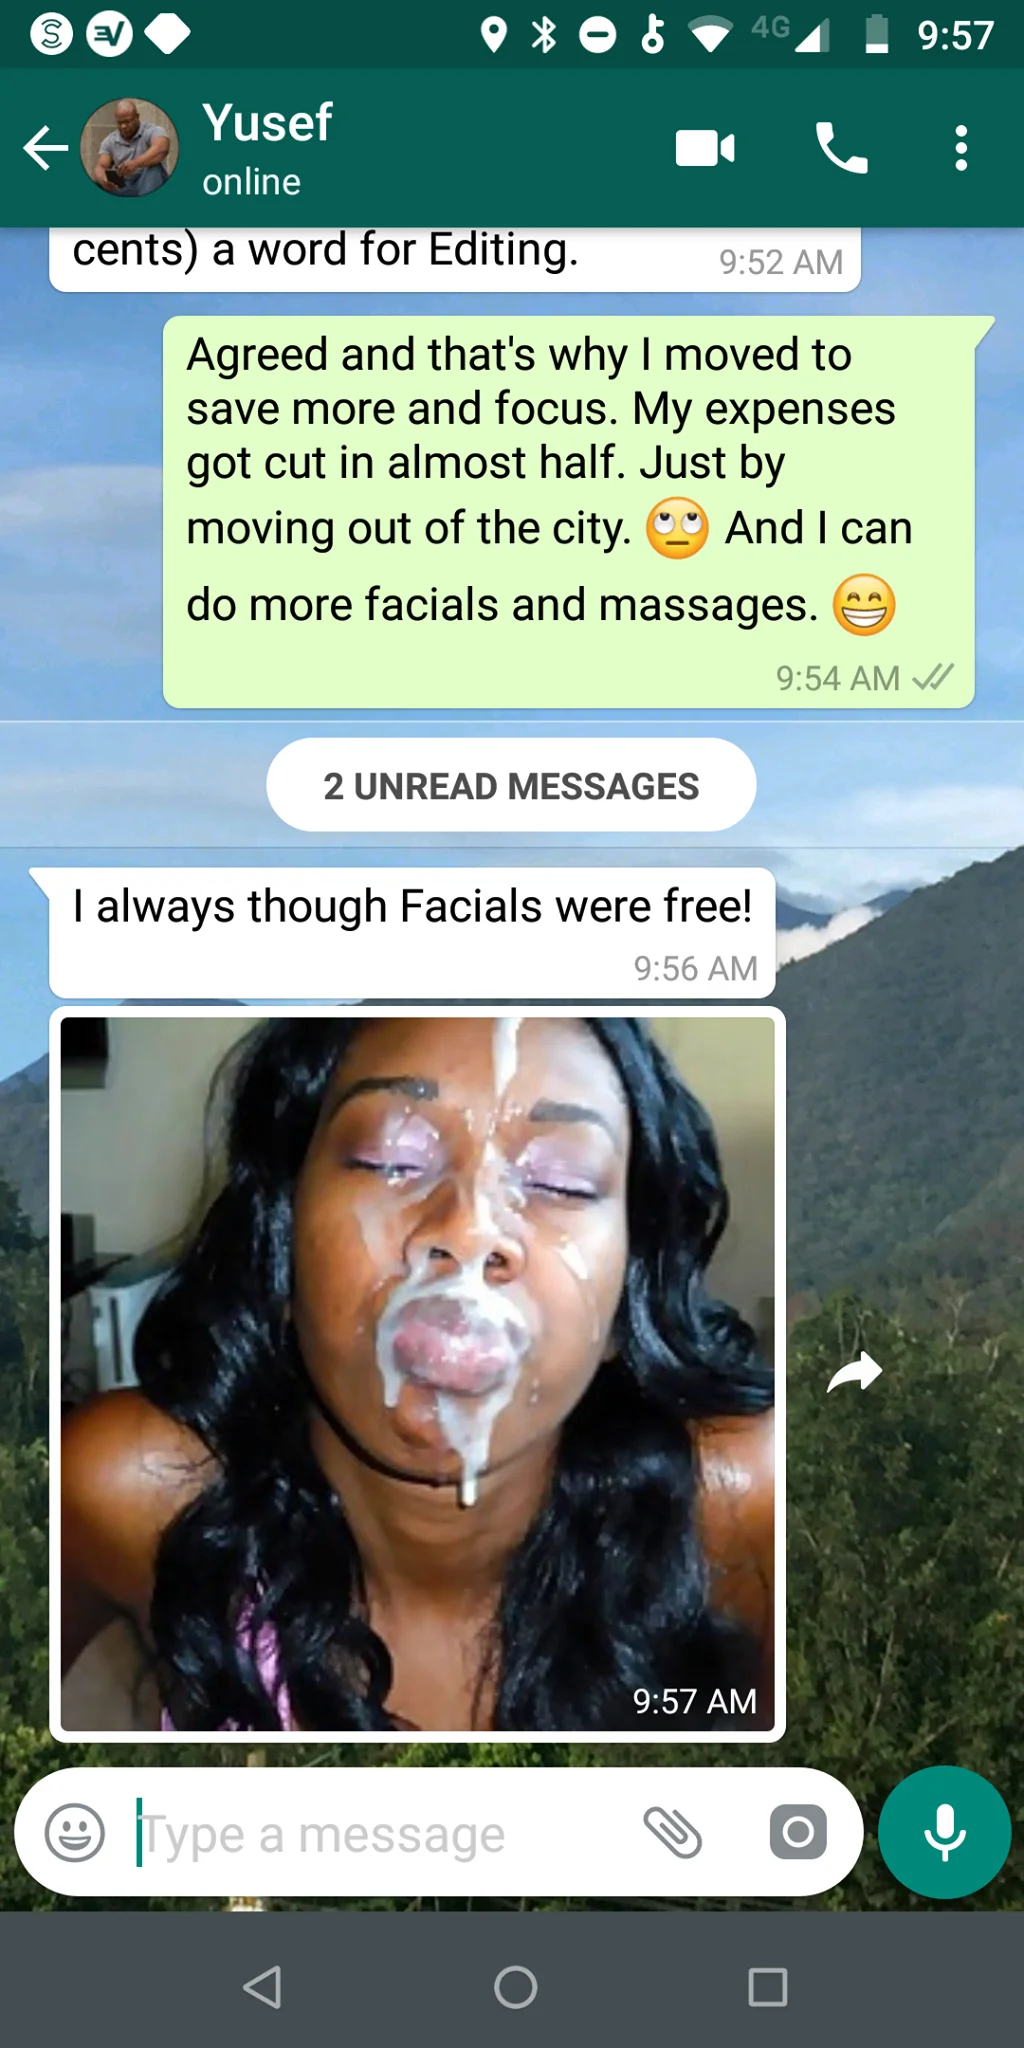 4G 9:57
Yusef
online
cents) a word for Editing.
9:52 AM
Agreed and that's why I moved to
save more and focus. My expenses
got cut in almost half. Just by
moving out of the city. 🙄 And I can
do more facials and massages. 😁
9:54 AM
2 UNREAD MESSAGES
I always though Facials were free!
9:56 AM
9:57 AM
Type a message